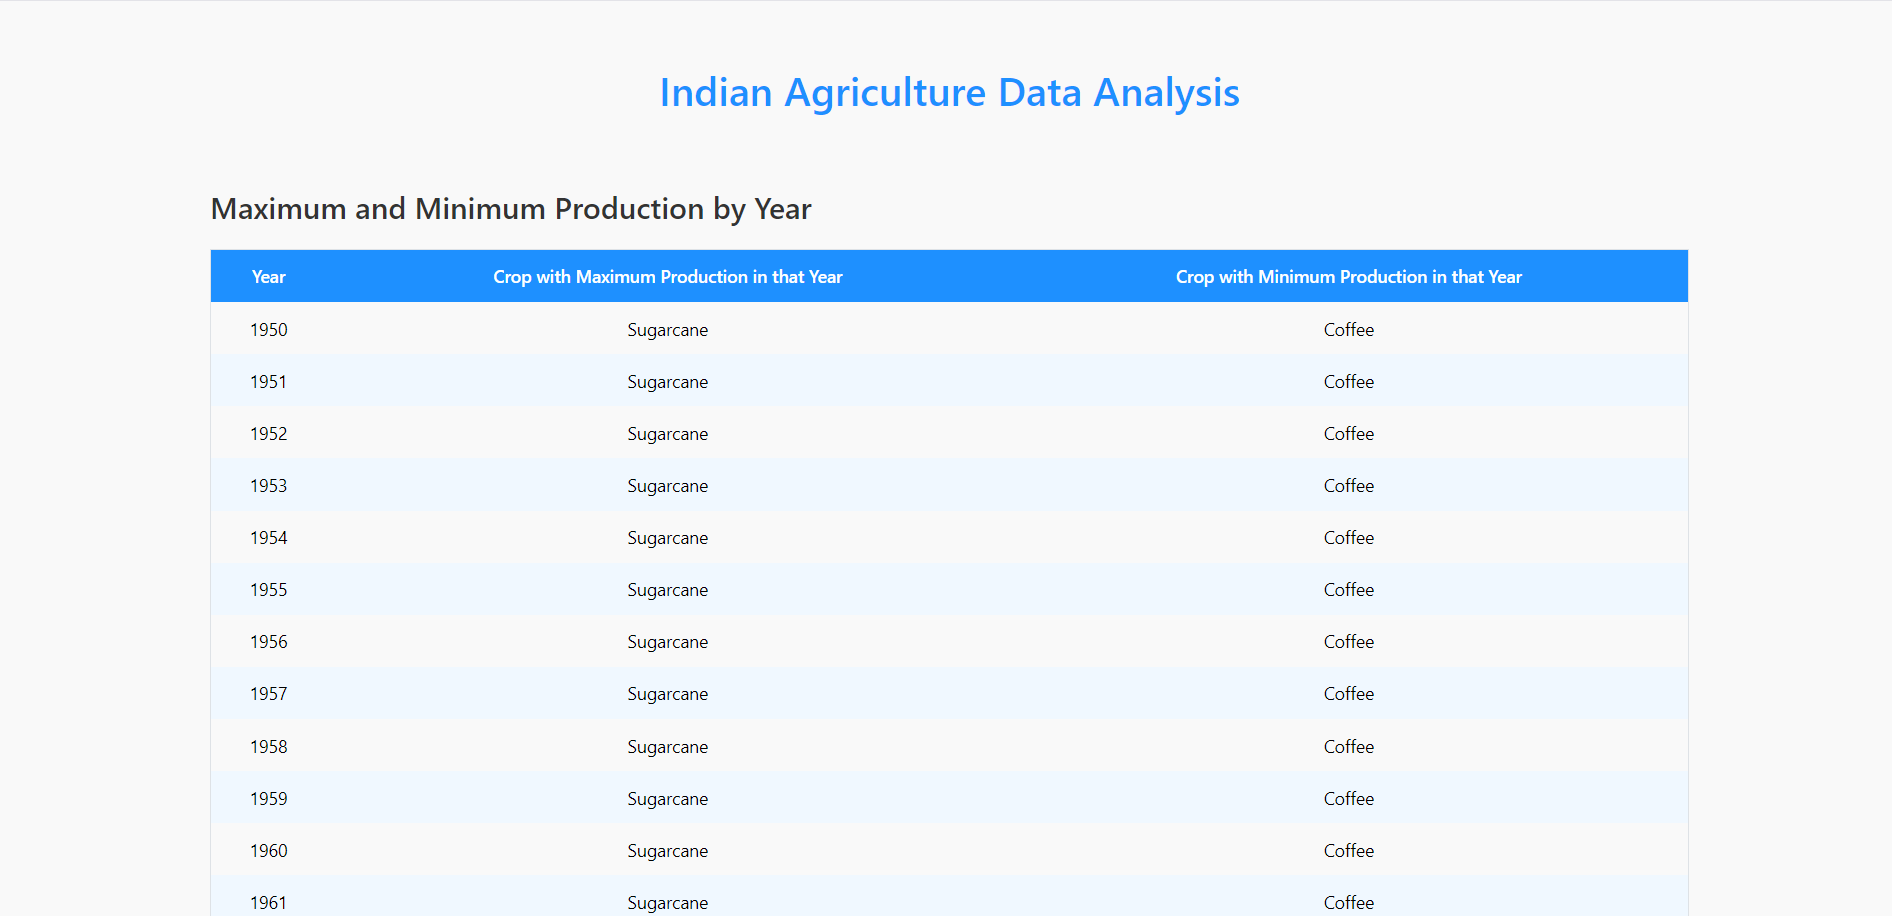 Indian Agriculture Data Analysis
Maximum and Minimum Production by Year
Year Crop with Maximum Production in that Year Crop with Minimum Production in that Year
1950 Sugarcane Coffee
1951 Sugarcane Coffee
1952 Sugarcane Coffee
1953 Sugarcane Coffee
1954 Sugarcane Coffee
1955 Sugarcane Coffee
1956 Sugarcane Coffee
1957 Sugarcane Coffee
1958 Sugarcane Coffee
1959 Sugarcane Coffee
1960 Sugarcane Coffee
1961 Sugarcane Coffee